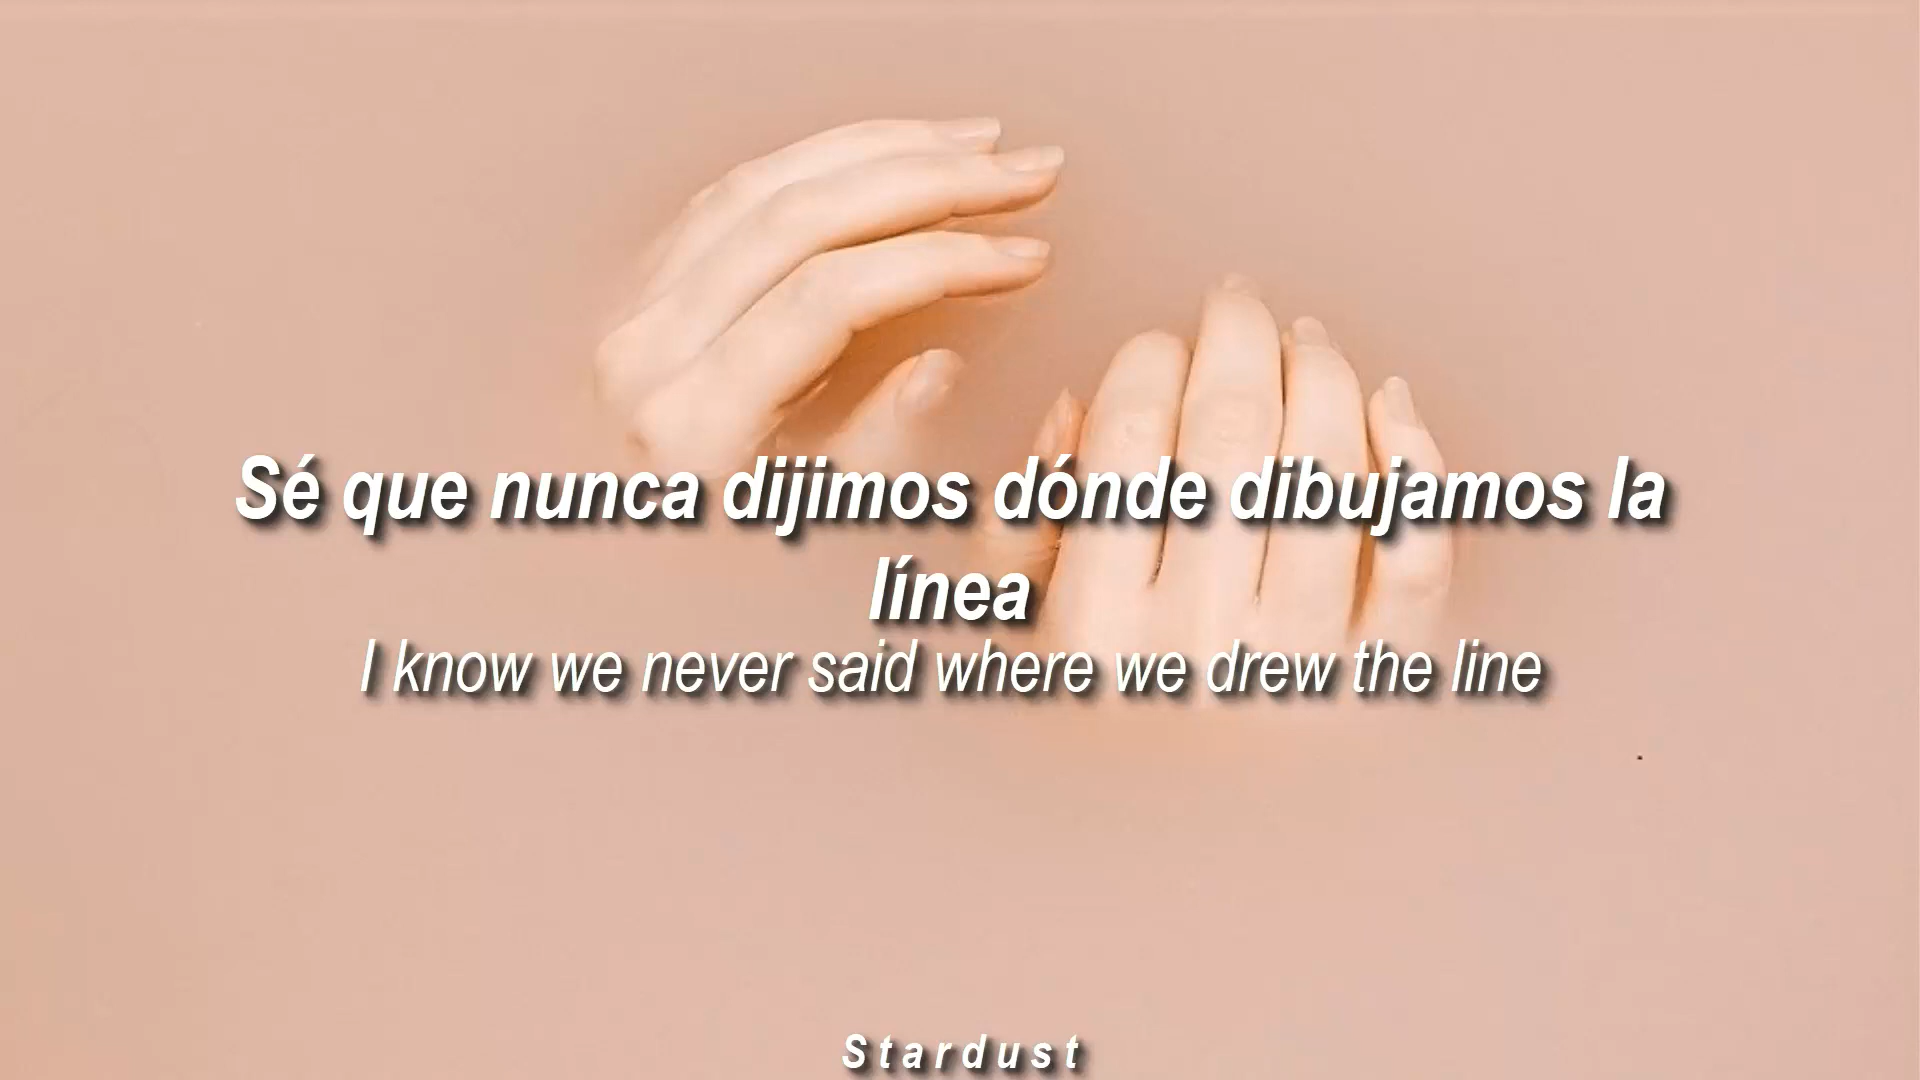 Sé que nunca dijimos dónde dibujamos la
línea
I know we never said where we drew the line
Stardust